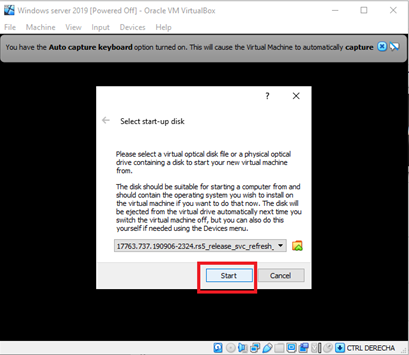 Windows server 2019 [Powered Off] - Oracle VM VirtualBox
File Machine View Input Devices Help
You have the Auto capture keyboard option turned on. This will cause the Virtual Machine to automatically capture
?
Select start-up disk
Please select a virtual optical disk file or a physical optical
drive containing a disk to start your new virtual machine
from.
The disk should be suitable for starting a computer from and
should contain the operating system you wish to install on
the virtual machine if you want to do that now. The disk will
be ejected from the virtual drive automatically next time you
switch the virtual machine off, but you can also do this
yourself if needed using the Devices menu.
17763.737.190906-2324.rs5_release_svc_refresh_
Start Cancel
CTRL DERECHA